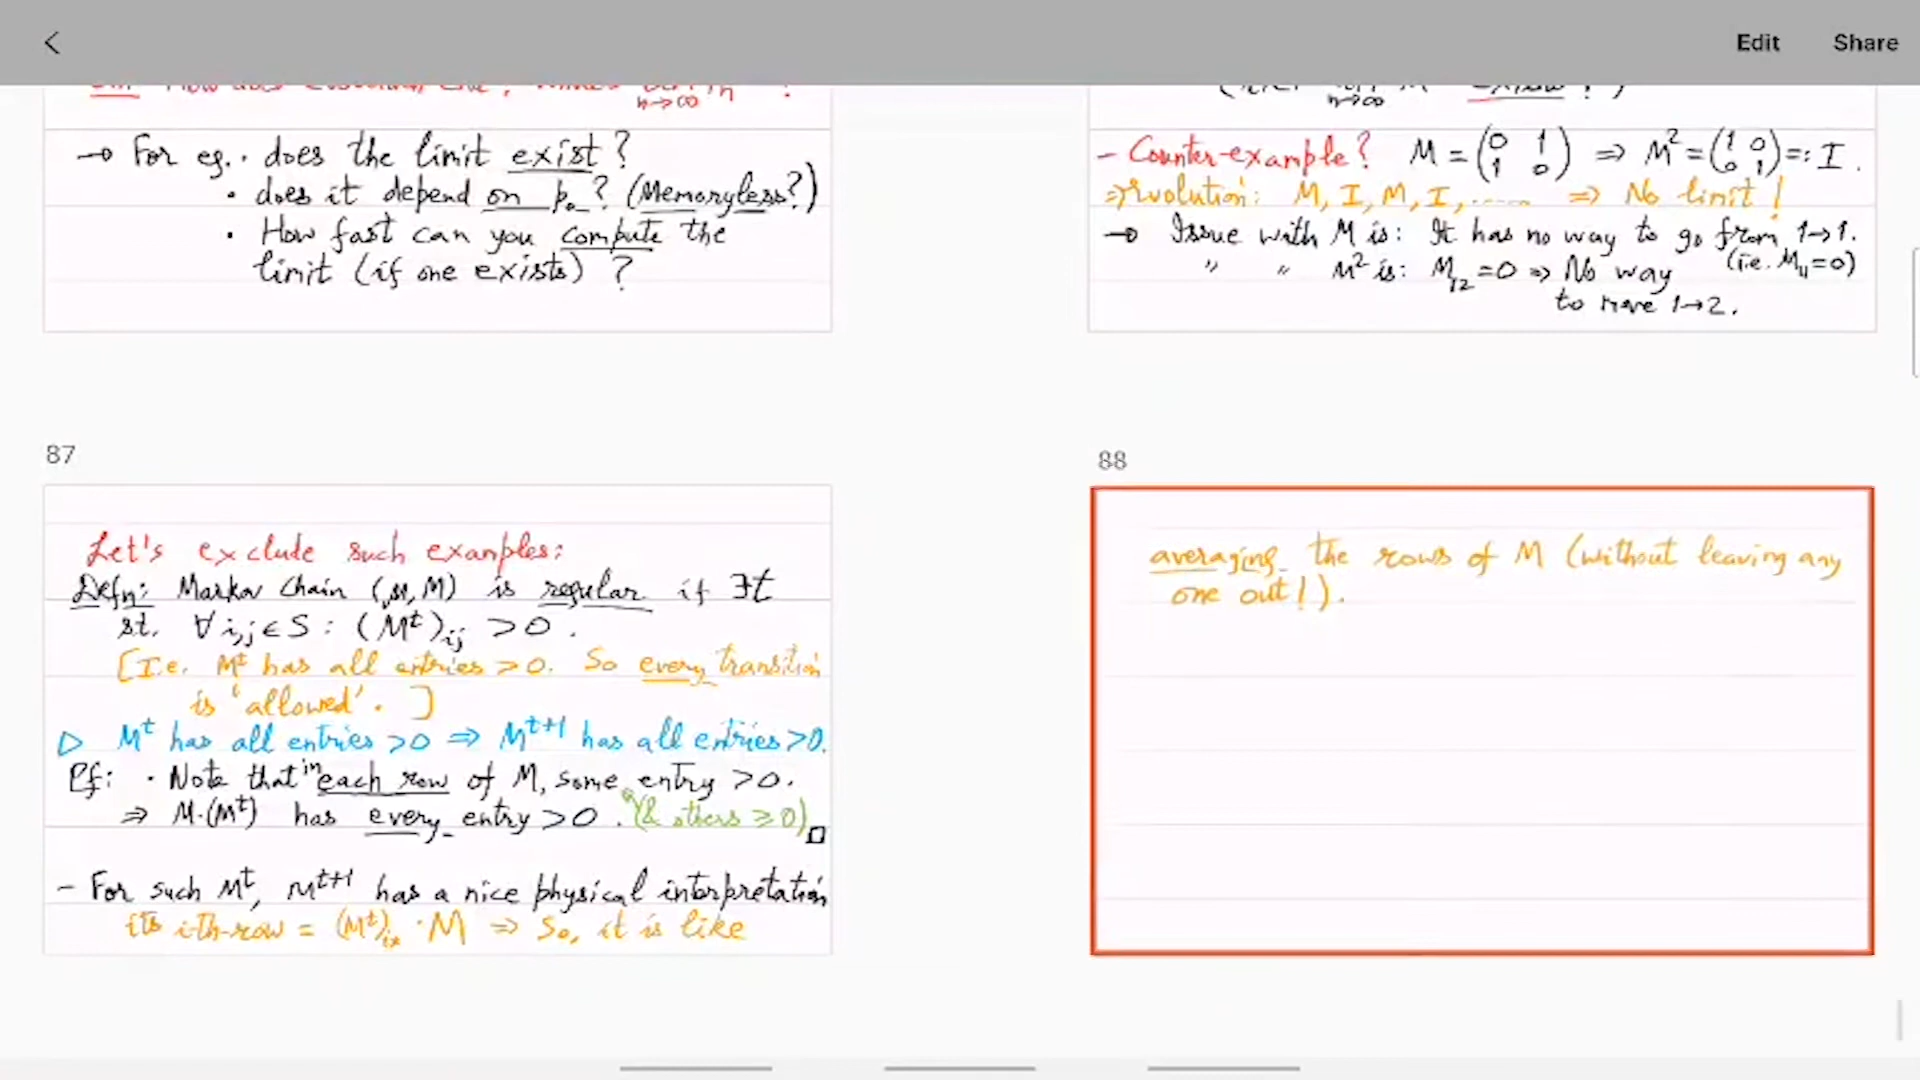 Edit Share
n→∞
→ For eg. · does the limit exist?
· does it depend on p₀? (Memoryless?)
· How fast can you compute the
limit (if one exists) ?
n→∞
- Counter-example? M = (0 1 1 0) ⇒ M² = (1 0 0 1) =: I.
⇒ evolution: M, I, M, I, ...... ⇒ No limit!
→ Issue with M is: It has no way to go from 1→1.
" " M² is: M₁₂ =0 ⇒ No way (i.e. M₁₁=0)
to move 1→2.
87
Let's exclude such examples:
Defn: Markov Chain (S, M) is regular if ∃t
st. ∀ i,j ∈ S : (Mᵗ)ᵢⱼ > 0 .
[I.e. Mᵗ has all entries > 0. So every transition
is 'allowed'. ]
▷ Mᵗ has all entries > 0 ⇒ Mᵗ⁺¹ has all entries > 0.
Pf: · Note that in each row of M, some entry > 0.
⇒ M·(Mᵗ) has every entry > 0 . (& others ≥ 0) □
- For such Mᵗ, Mᵗ⁺¹ has a nice physical interpretation
its i-th-row = (Mᵗ)ᵢ* · M ⇒ So, it is like
88
averaging the rows of M (without leaving any
one out!).